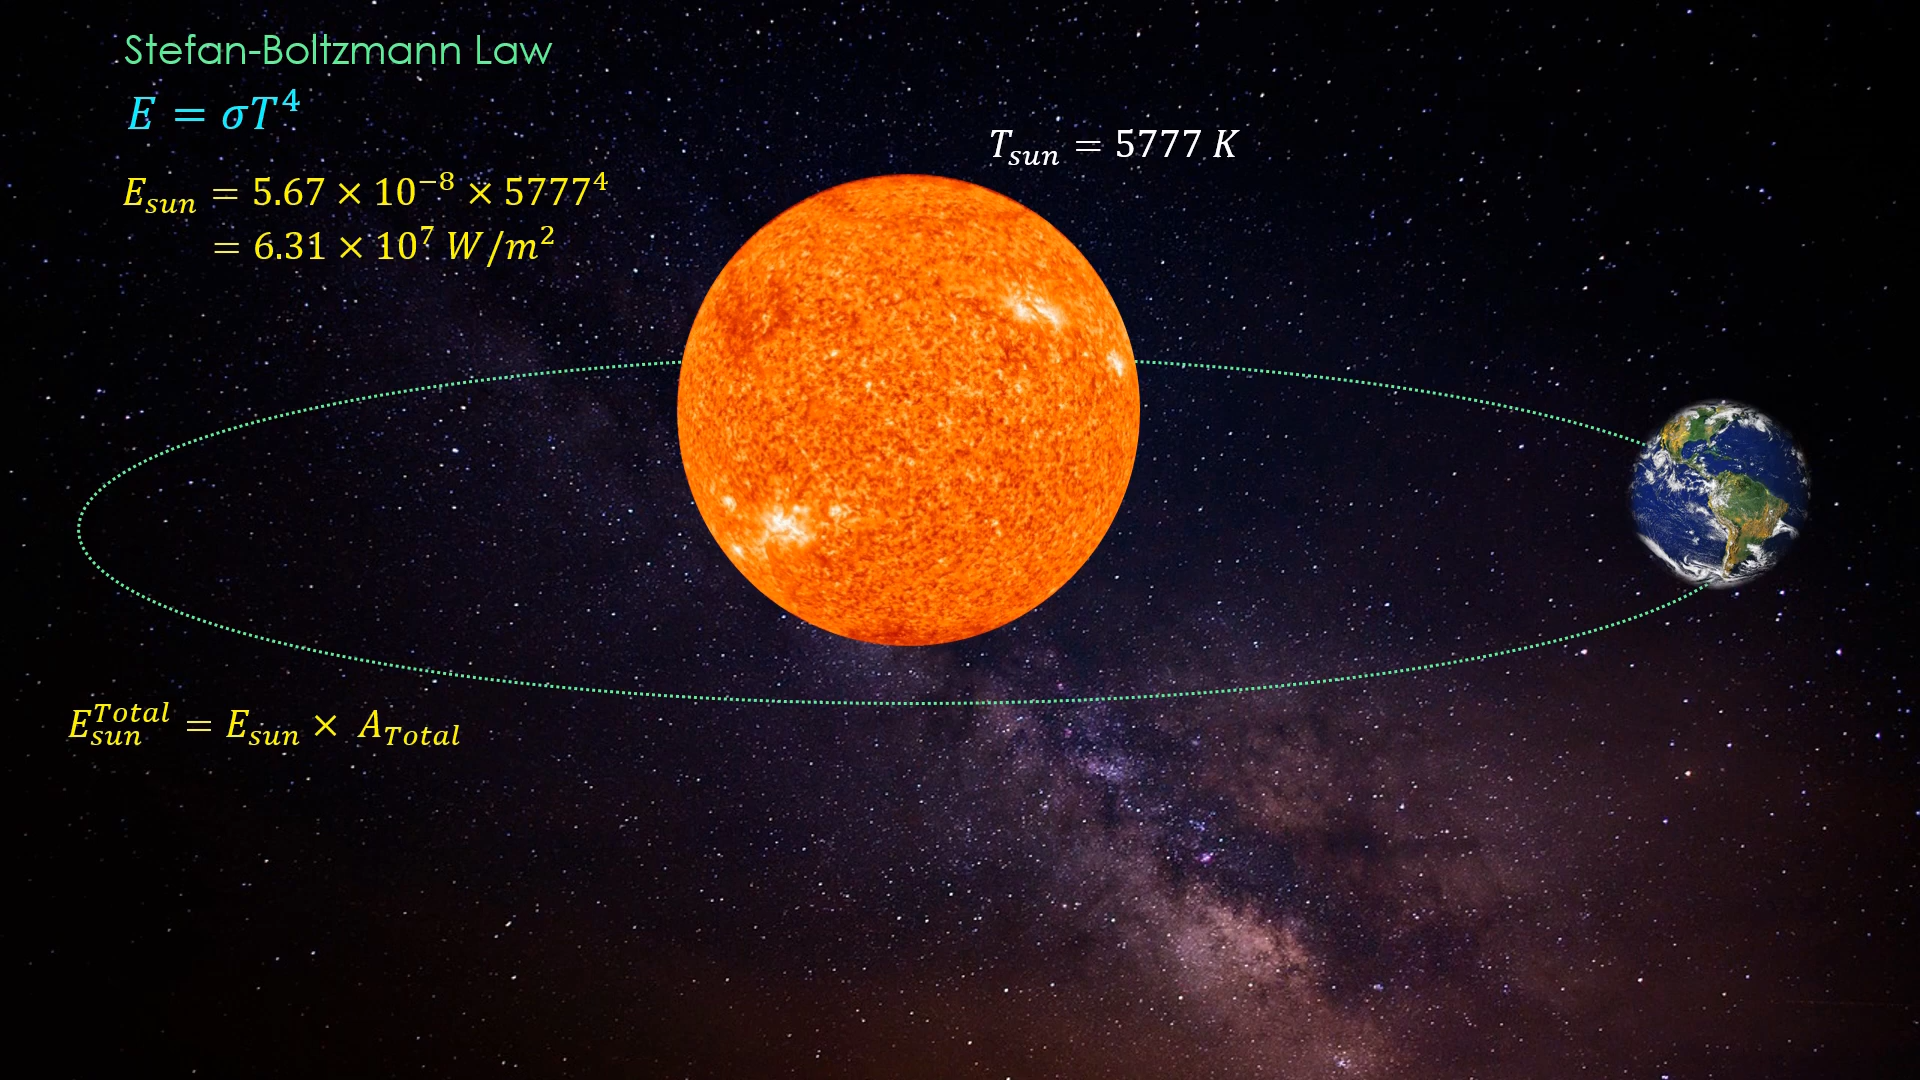 Stefan-Boltzmann Law
E = σT⁴
T_sun = 5777 K
E_sun = 5.67 × 10⁻⁸ × 5777⁴
= 6.31 × 10⁷ W/m²
E_sun^Total = E_sun × A_Total